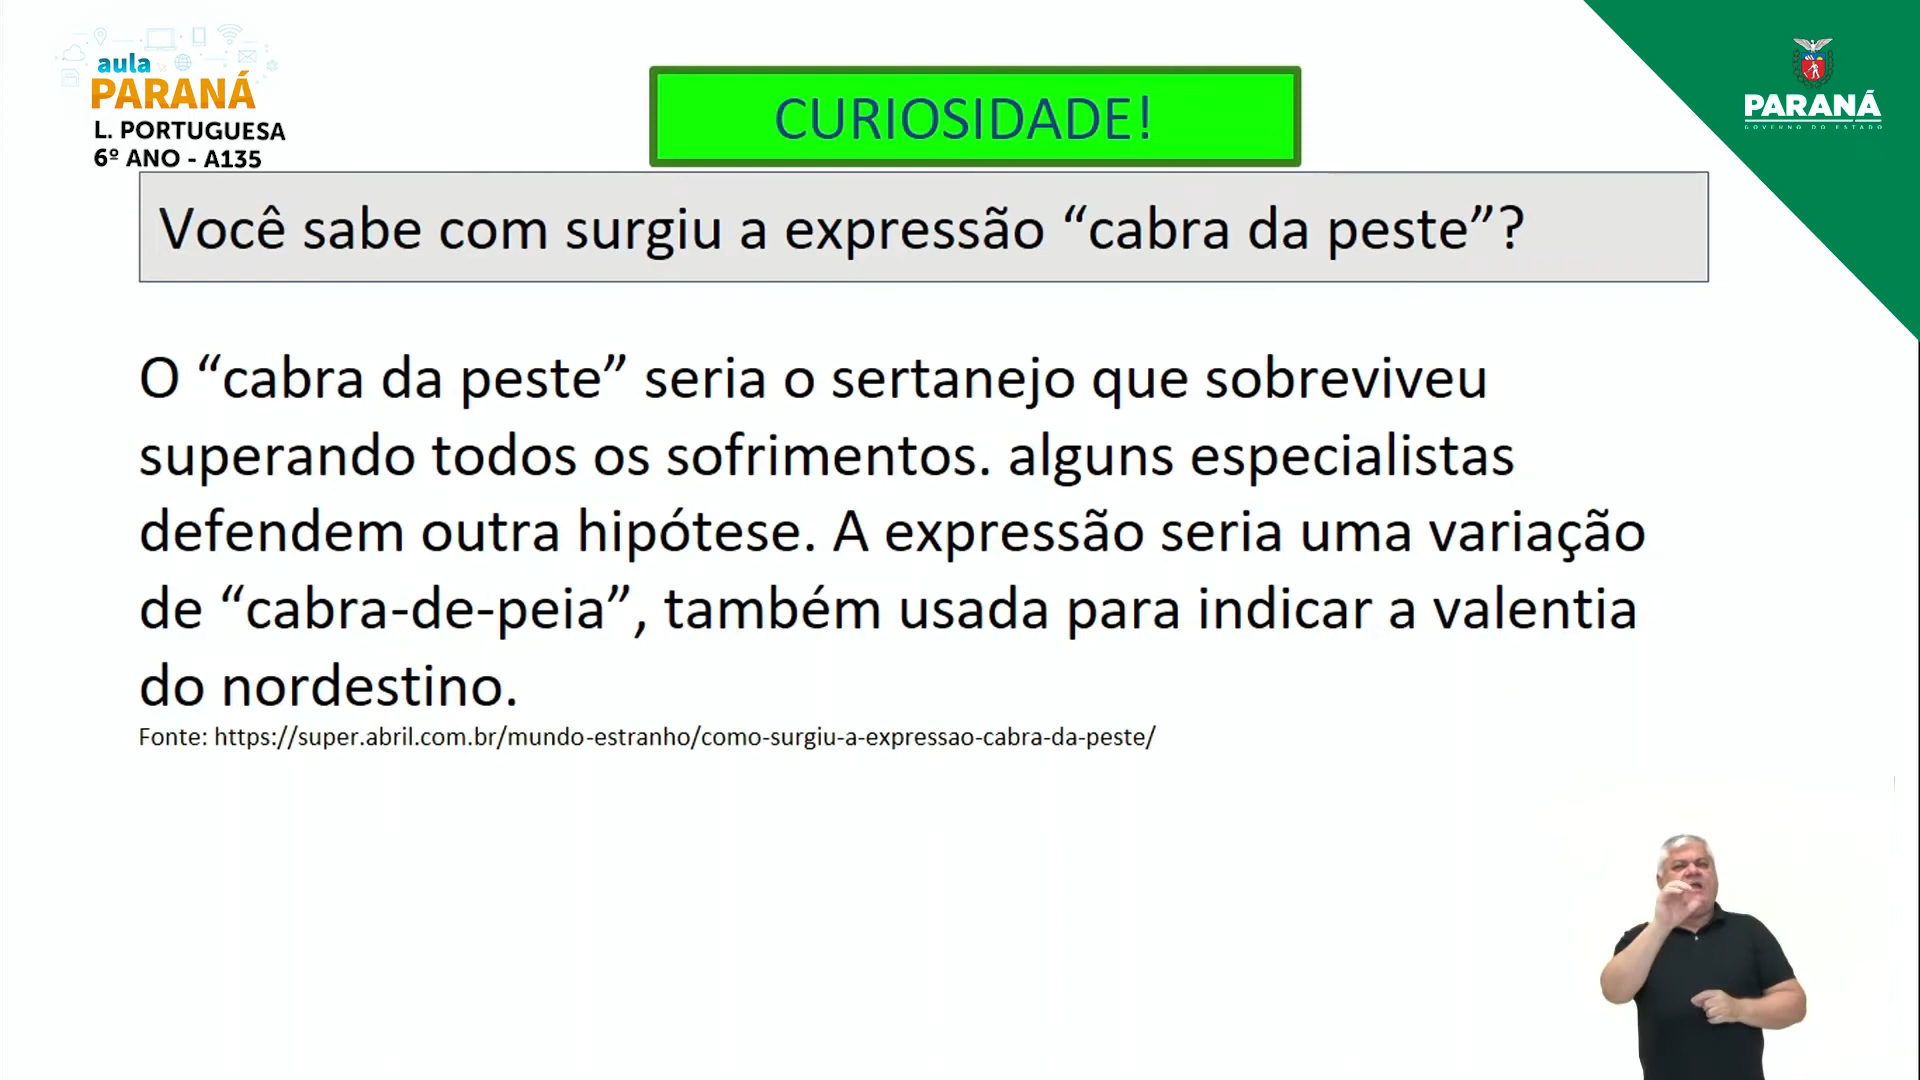 aula
PARANÁ
L. PORTUGUESA
6º ANO - A135
CURIOSIDADE!
PARANÁ
GOVERNO DO ESTADO
Você sabe com surgiu a expressão “cabra da peste”?
O “cabra da peste” seria o sertanejo que sobreviveu
superando todos os sofrimentos. alguns especialistas
defendem outra hipótese. A expressão seria uma variação
de “cabra-de-peia”, também usada para indicar a valentia
do nordestino.
Fonte: https://super.abril.com.br/mundo-estranho/como-surgiu-a-expressao-cabra-da-peste/